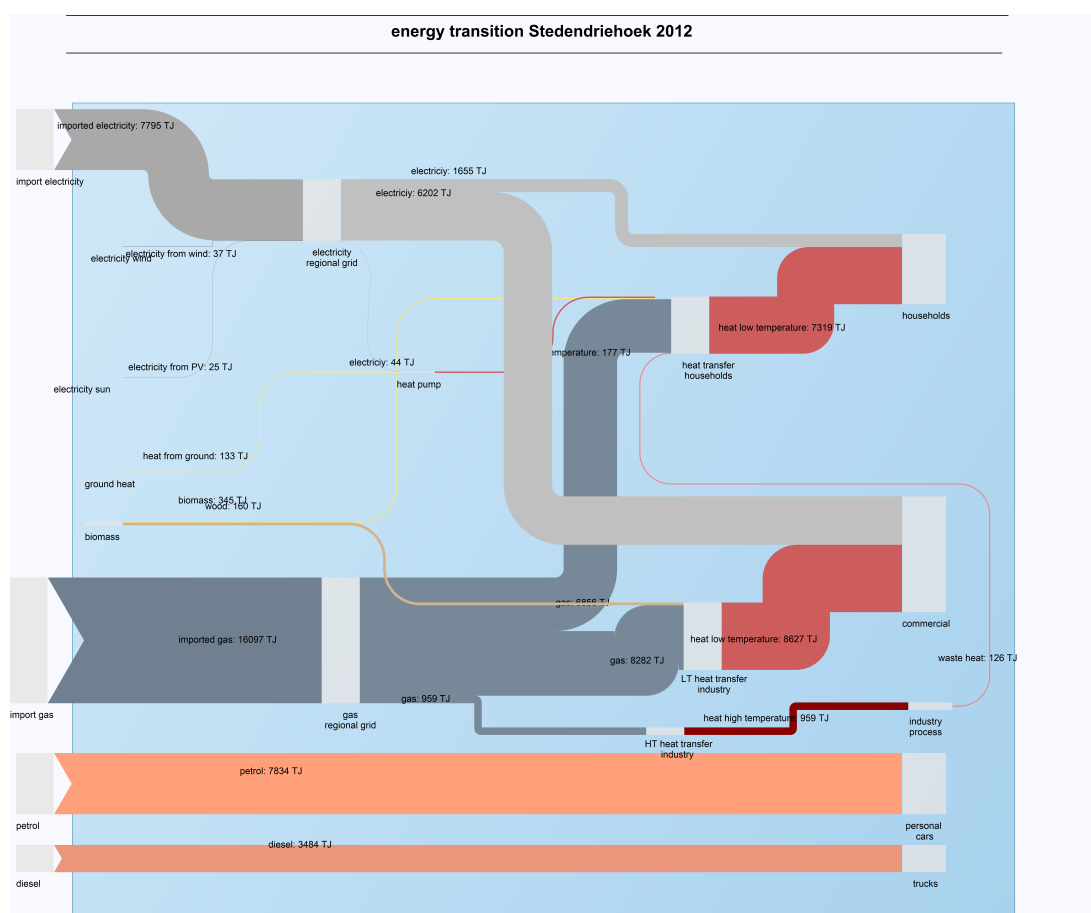 energy transition Stedendriehoek 2012
imported electricity: 7795 TJ
import electricity
electriciy: 1655 TJ
electriciy: 6202 TJ
electricity from wind: 37 TJ
electricity wind
electricity
regional grid
households
heat low temperature: 7319 TJ
temperature: 177 TJ
electriciy: 44 TJ
electricity from PV: 25 TJ
heat transfer
households
heat pump
electricity sun
heat from ground: 133 TJ
ground heat
biomass: 345 TJ
wood: 160 TJ
biomass
gas: 6856 TJ
commercial
imported gas: 16097 TJ
heat low temperature: 8627 TJ
gas: 8282 TJ
waste heat: 126 TJ
LT heat transfer
industry
gas: 959 TJ
import gas
gas
regional grid
heat high temperature: 959 TJ
industry
process
HT heat transfer
industry
petrol: 7834 TJ
petrol
personal
cars
diesel: 3484 TJ
diesel
trucks